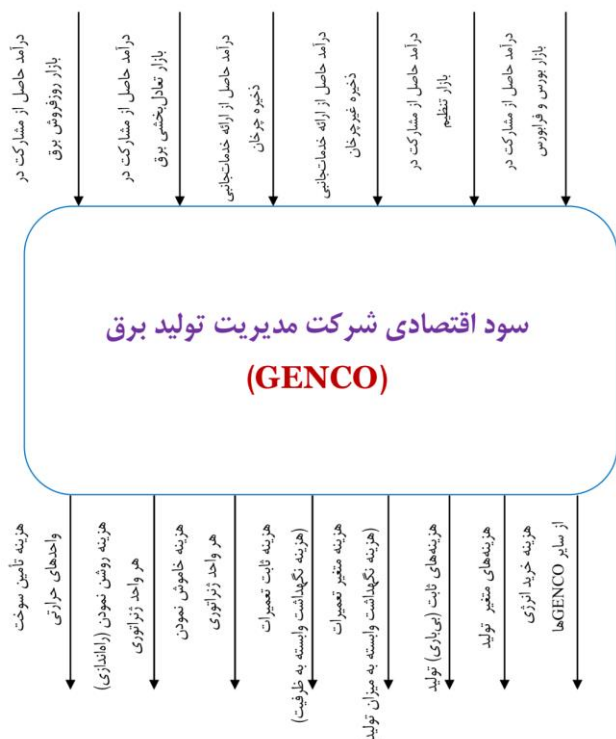 درآمد حاصل از مشارکت در
بازار روزفروش برق
درآمد حاصل از مشارکت در
بازار تعادل‌بخشی برق
درآمد حاصل از ارائه خدمات‌جانبی
ذخیره چرخان
درآمد حاصل از ارائه خدمات‌جانبی
ذخیره غیرچرخان
درآمد حاصل از مشارکت در
بازار تنظیم
درآمد حاصل از مشارکت در
بازار بورس و فرابورس
سود اقتصادی شرکت مدیریت تولید برق
(GENCO)
هزینه تأمین سوخت
واحدهای حرارتی
هزینه روشن نمودن (راه‌اندازی)
هر واحد ژنراتوری
هزینه خاموش نمودن
هر واحد ژنراتوری
هزینه ثابت تعمیرات
(هزینه نگهداشت وابسته به ظرفیت)
هزینه متغیر تعمیرات
(هزینه نگهداشت وابسته به میزان تولید
هزینه‌های ثابت (بی‌باری) تولید
هزینه‌های متغیر تولید
هزینه خرید انرژی
از سایر GENCOها